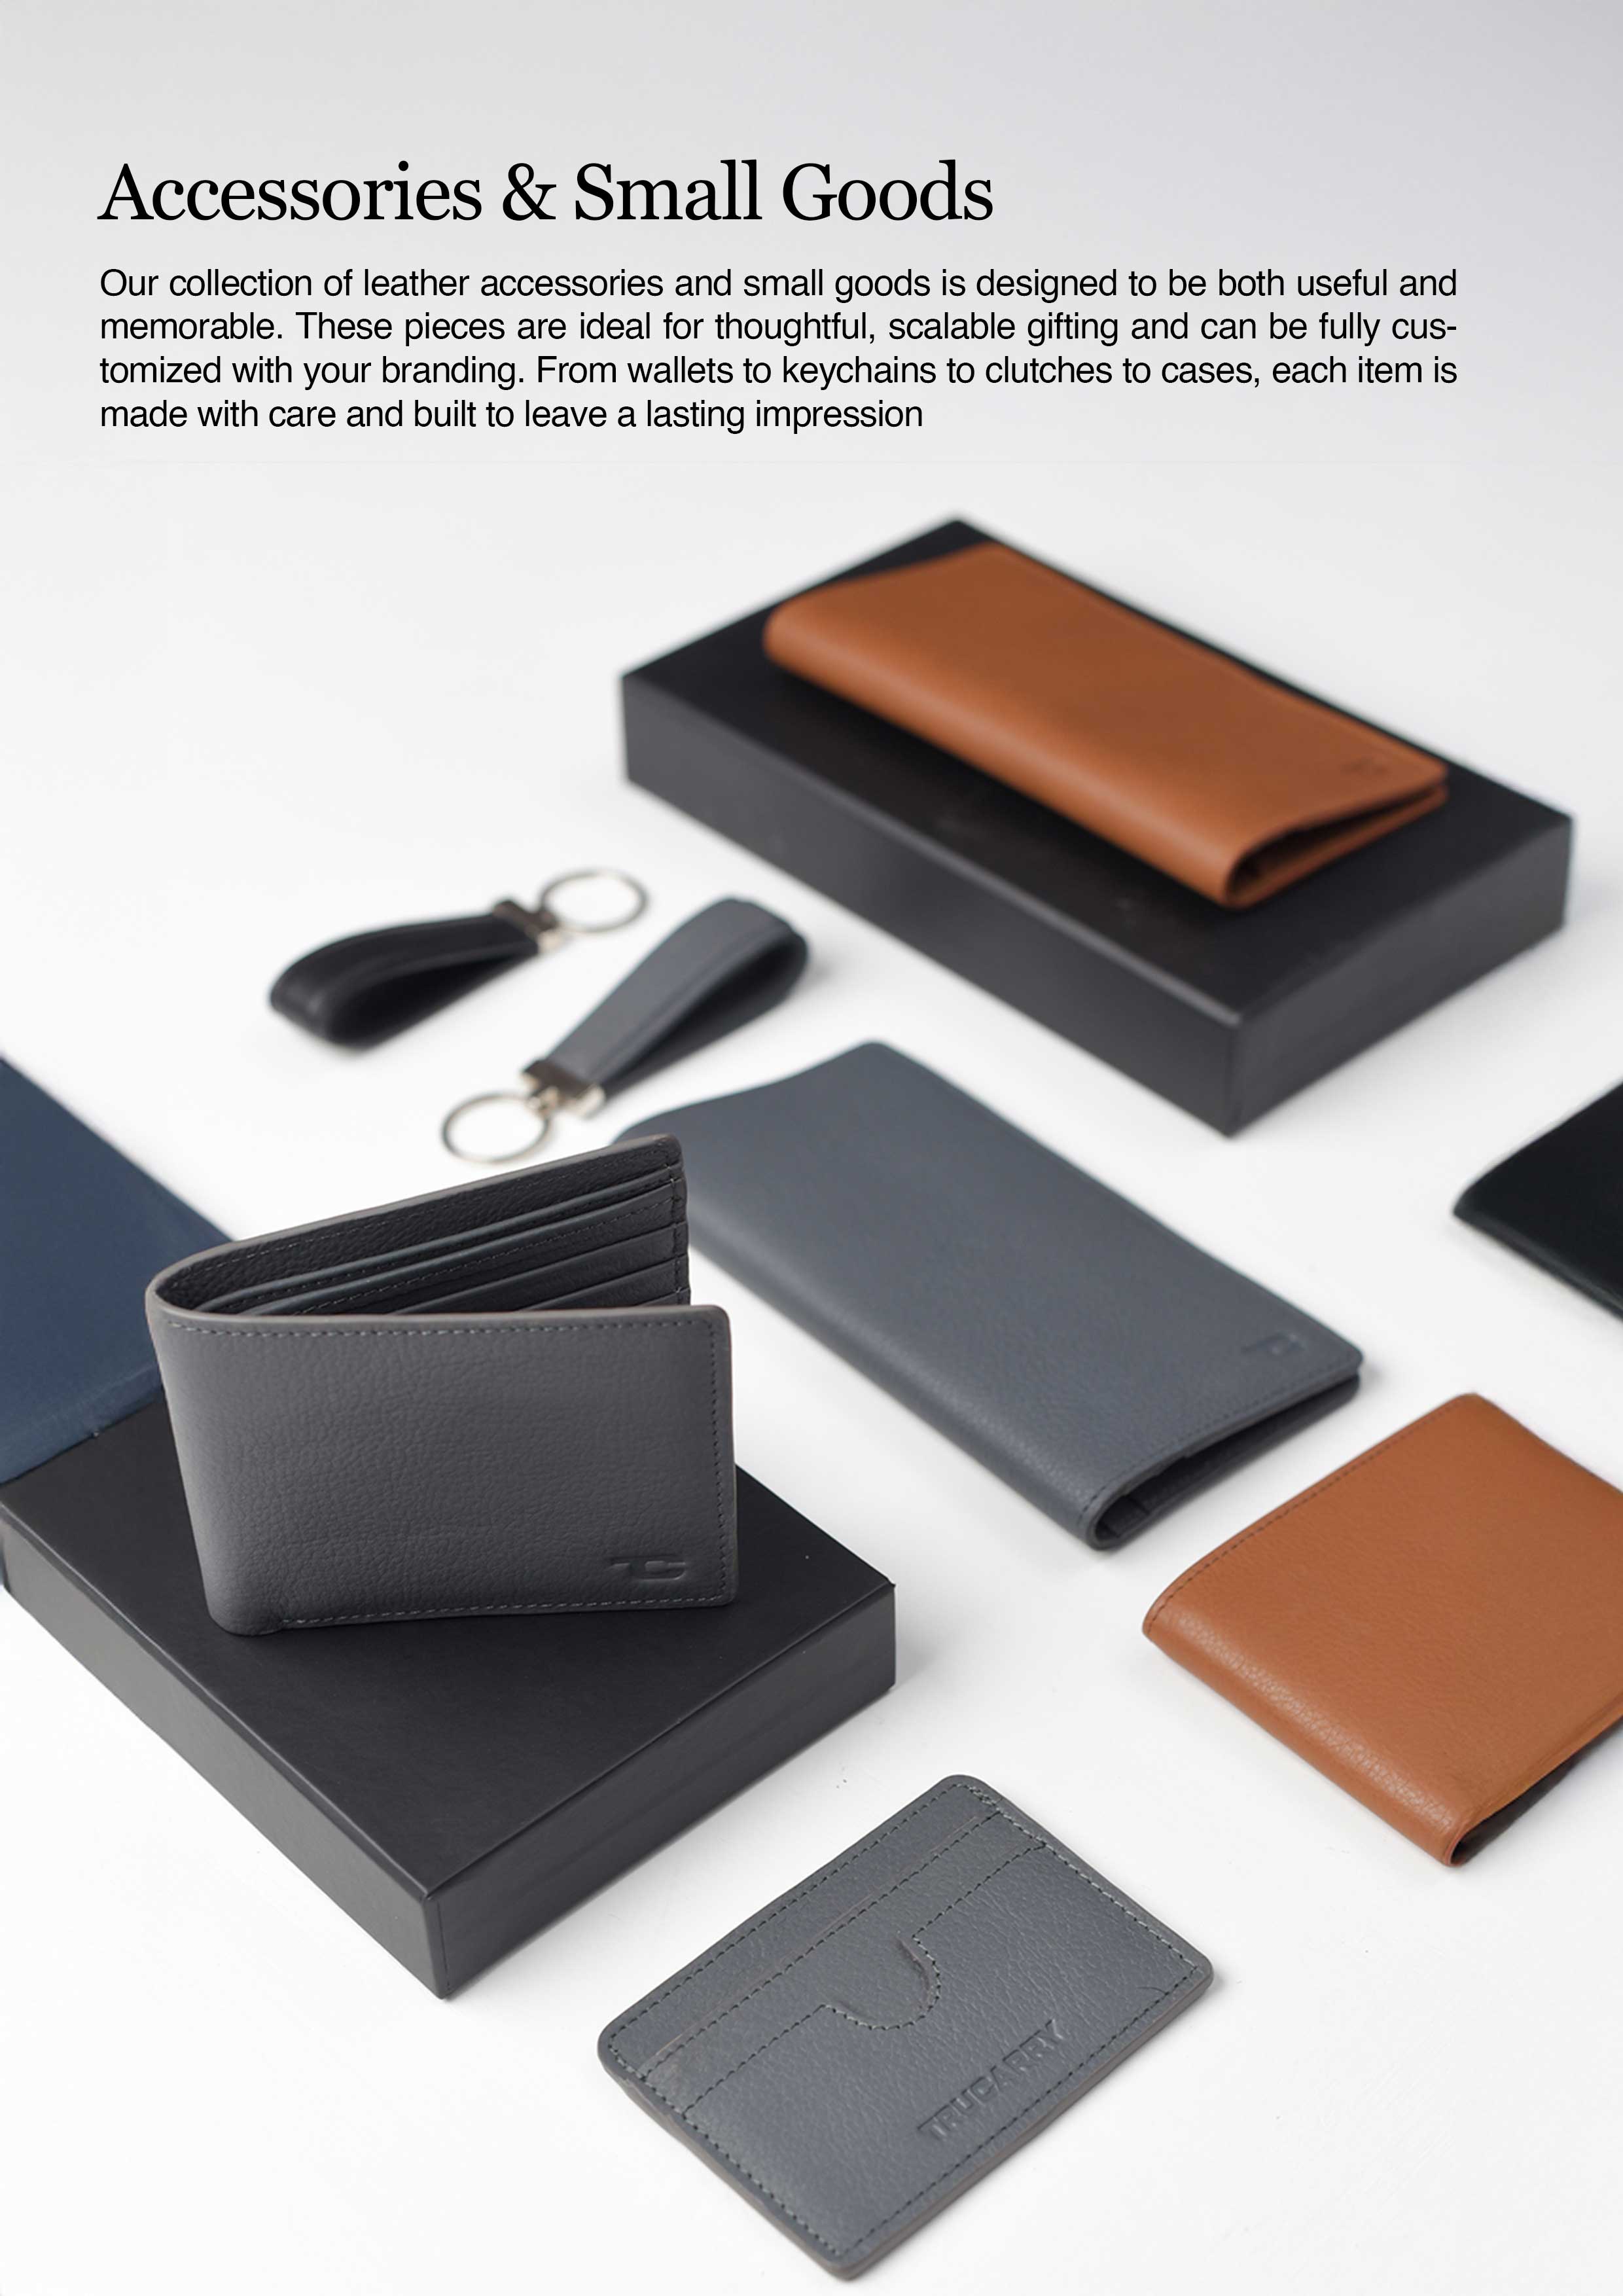 Accessories & Small Goods
Our collection of leather accessories and small goods is designed to be both useful and
memorable. These pieces are ideal for thoughtful, scalable gifting and can be fully cus-
tomized with your branding. From wallets to keychains to clutches to cases, each item is
made with care and built to leave a lasting impression
TC
TC
TRUCARRY